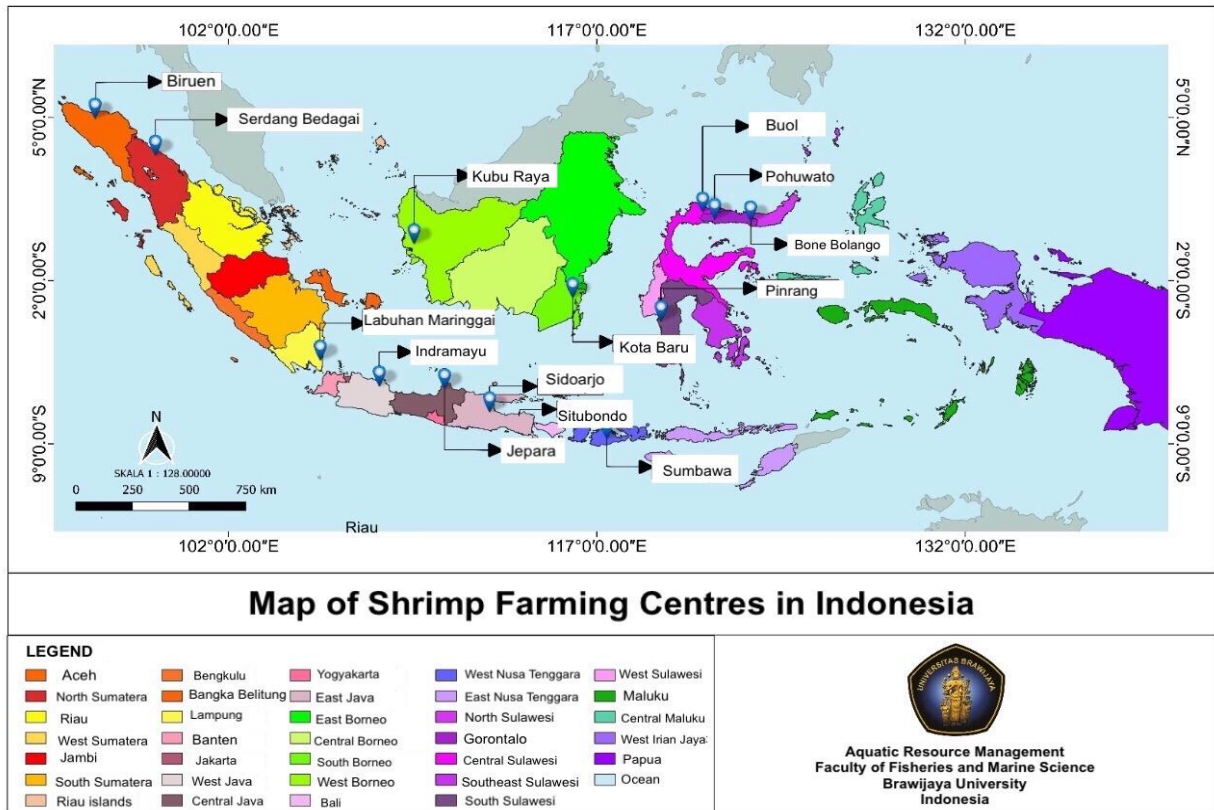 102°0′0.00″E
117°0′0.00″E
132°0′0.00″E
5°0′0.00″N
2°0′0.00″S
9°0′0.00″S
5°0′0.00″N
2°0′0.00″S
9°0′0.00″S
Biruen
Serdang Bedagai
Kubu Raya
Buol
Pohuwato
Bone Bolango
Pinrang
Labuhan Maringgai
Indramayu
Kota Baru
Sidoarjo
Situbondo
Jepara
Sumbawa
N
SKALA 1 : 128.00000
0 250 500 750 km
Riau
102°0′0.00″E
117°0′0.00″E
132°0′0.00″E
Map of Shrimp Farming Centres in Indonesia
LEGEND
Aceh
North Sumatera
Riau
West Sumatera
Jambi
South Sumatera
Riau islands
Bengkulu
Bangka Belitung
Lampung
Banten
Jakarta
West Java
Central Java
Yogyakarta
East Java
East Borneo
Central Borneo
South Borneo
West Borneo
Bali
West Nusa Tenggara
East Nusa Tenggara
North Sulawesi
Gorontalo
Central Sulawesi
Southeast Sulawesi
South Sulawesi
West Sulawesi
Maluku
Central Maluku
West Irian Jaya
Papua
Ocean
UNIVERSITAS BRAWIJAYA
Aquatic Resource Management
Faculty of Fisheries and Marine Science
Brawijaya University
Indonesia